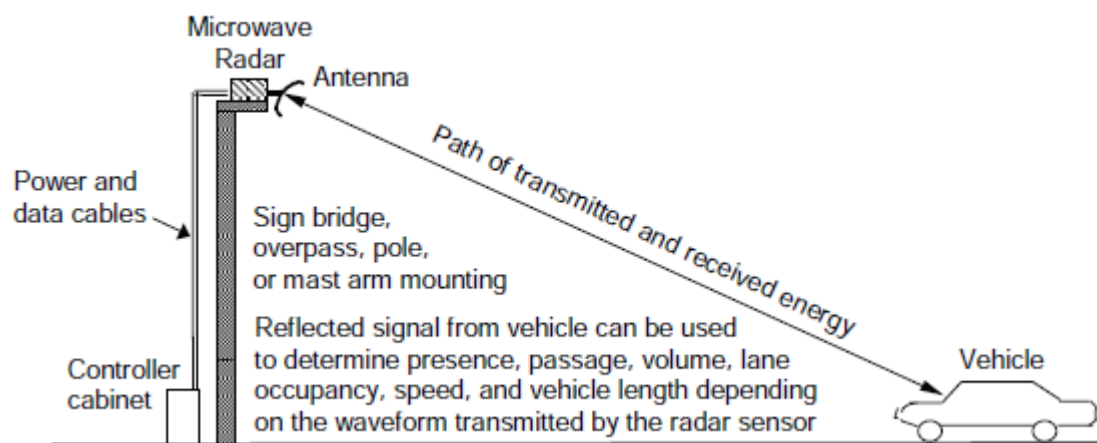 Microwave
Radar
Antenna
Path of transmitted and received energy
Power and
data cables
Sign bridge,
overpass, pole,
or mast arm mounting
Reflected signal from vehicle can be used
to determine presence, passage, volume, lane
occupancy, speed, and vehicle length depending
on the waveform transmitted by the radar sensor
Controller
cabinet
Vehicle